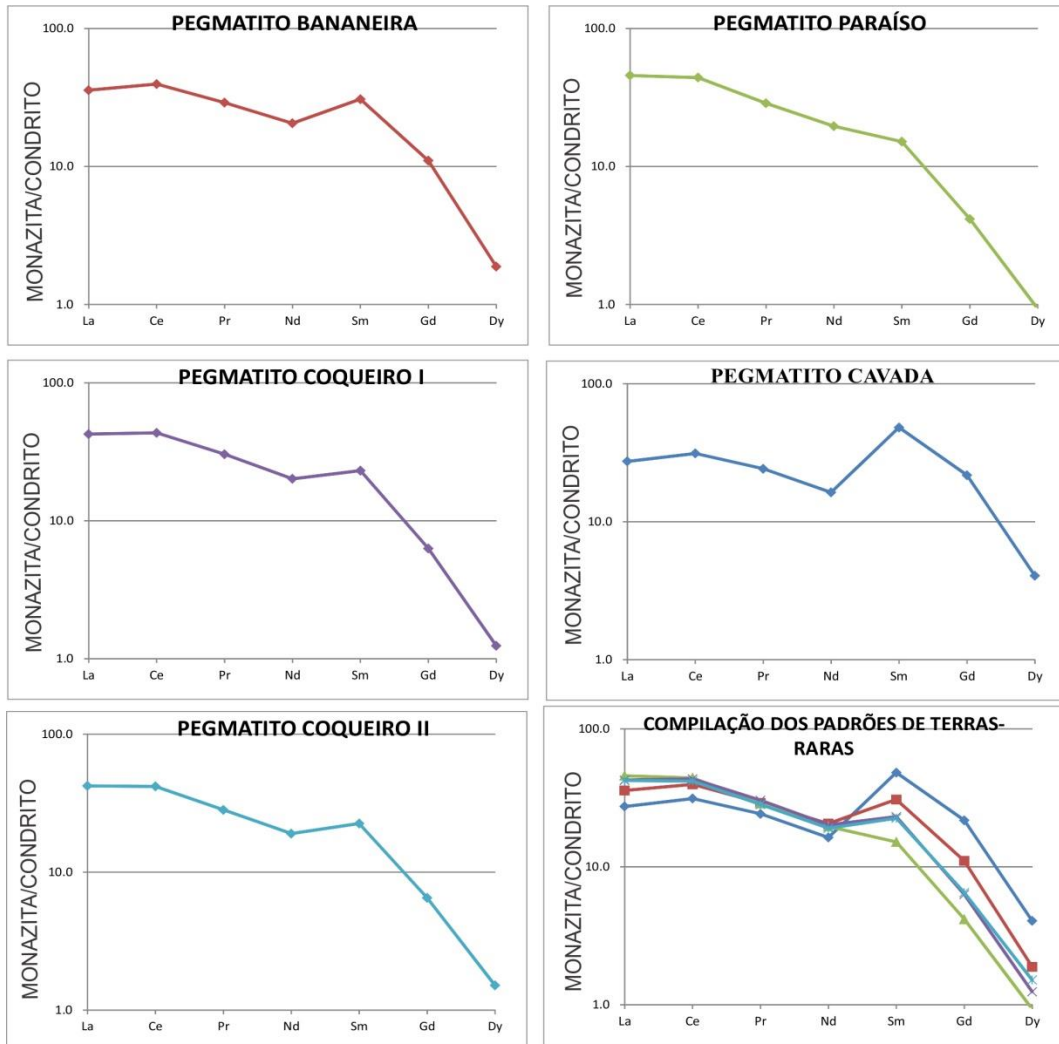 PEGMATITO BANANEIRA
MONAZITA/CONDRITO
100.0
10.0
1.0
La Ce Pr Nd Sm Gd Dy
PEGMATITO PARAÍSO
MONAZITA/CONDRITO
100.0
10.0
1.0
La Ce Pr Nd Sm Gd Dy
PEGMATITO COQUEIRO I
MONAZITA/CONDRITO
100.0
10.0
1.0
La Ce Pr Nd Sm Gd Dy
PEGMATITO CAVADA
MONAZITA/CONDRITO
100.0
10.0
1.0
La Ce Pr Nd Sm Gd Dy
PEGMATITO COQUEIRO II
MONAZITA/CONDRITO
100.0
10.0
1.0
La Ce Pr Nd Sm Gd Dy
COMPILAÇÃO DOS PADRÕES DE TERRAS-
RARAS
MONAZITA/CONDRITO
100.0
10.0
1.0
La Ce Pr Nd Sm Gd Dy